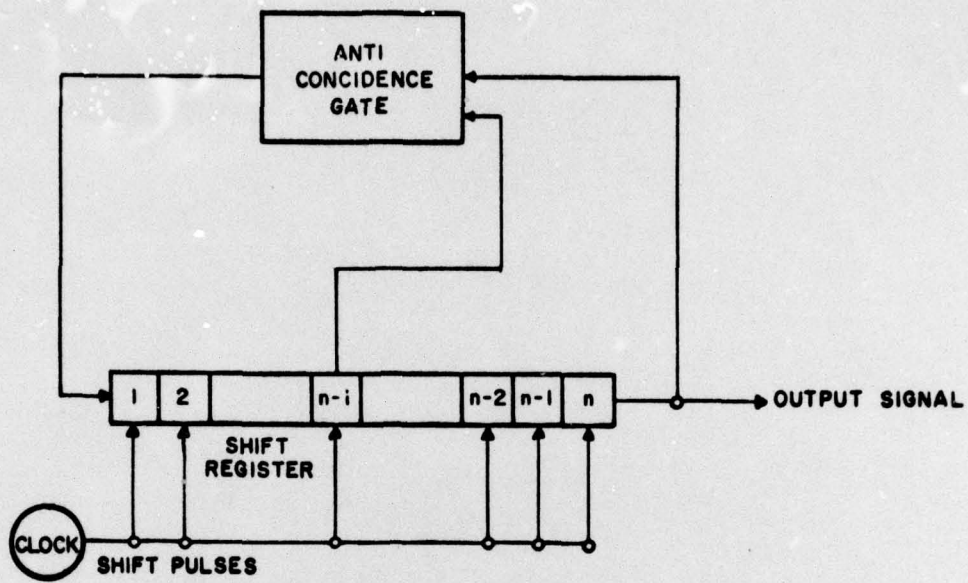 ANTI
CONCIDENCE
GATE
1 2 n-i n-2 n-1 n
OUTPUT SIGNAL
SHIFT
REGISTER
CLOCK
SHIFT PULSES